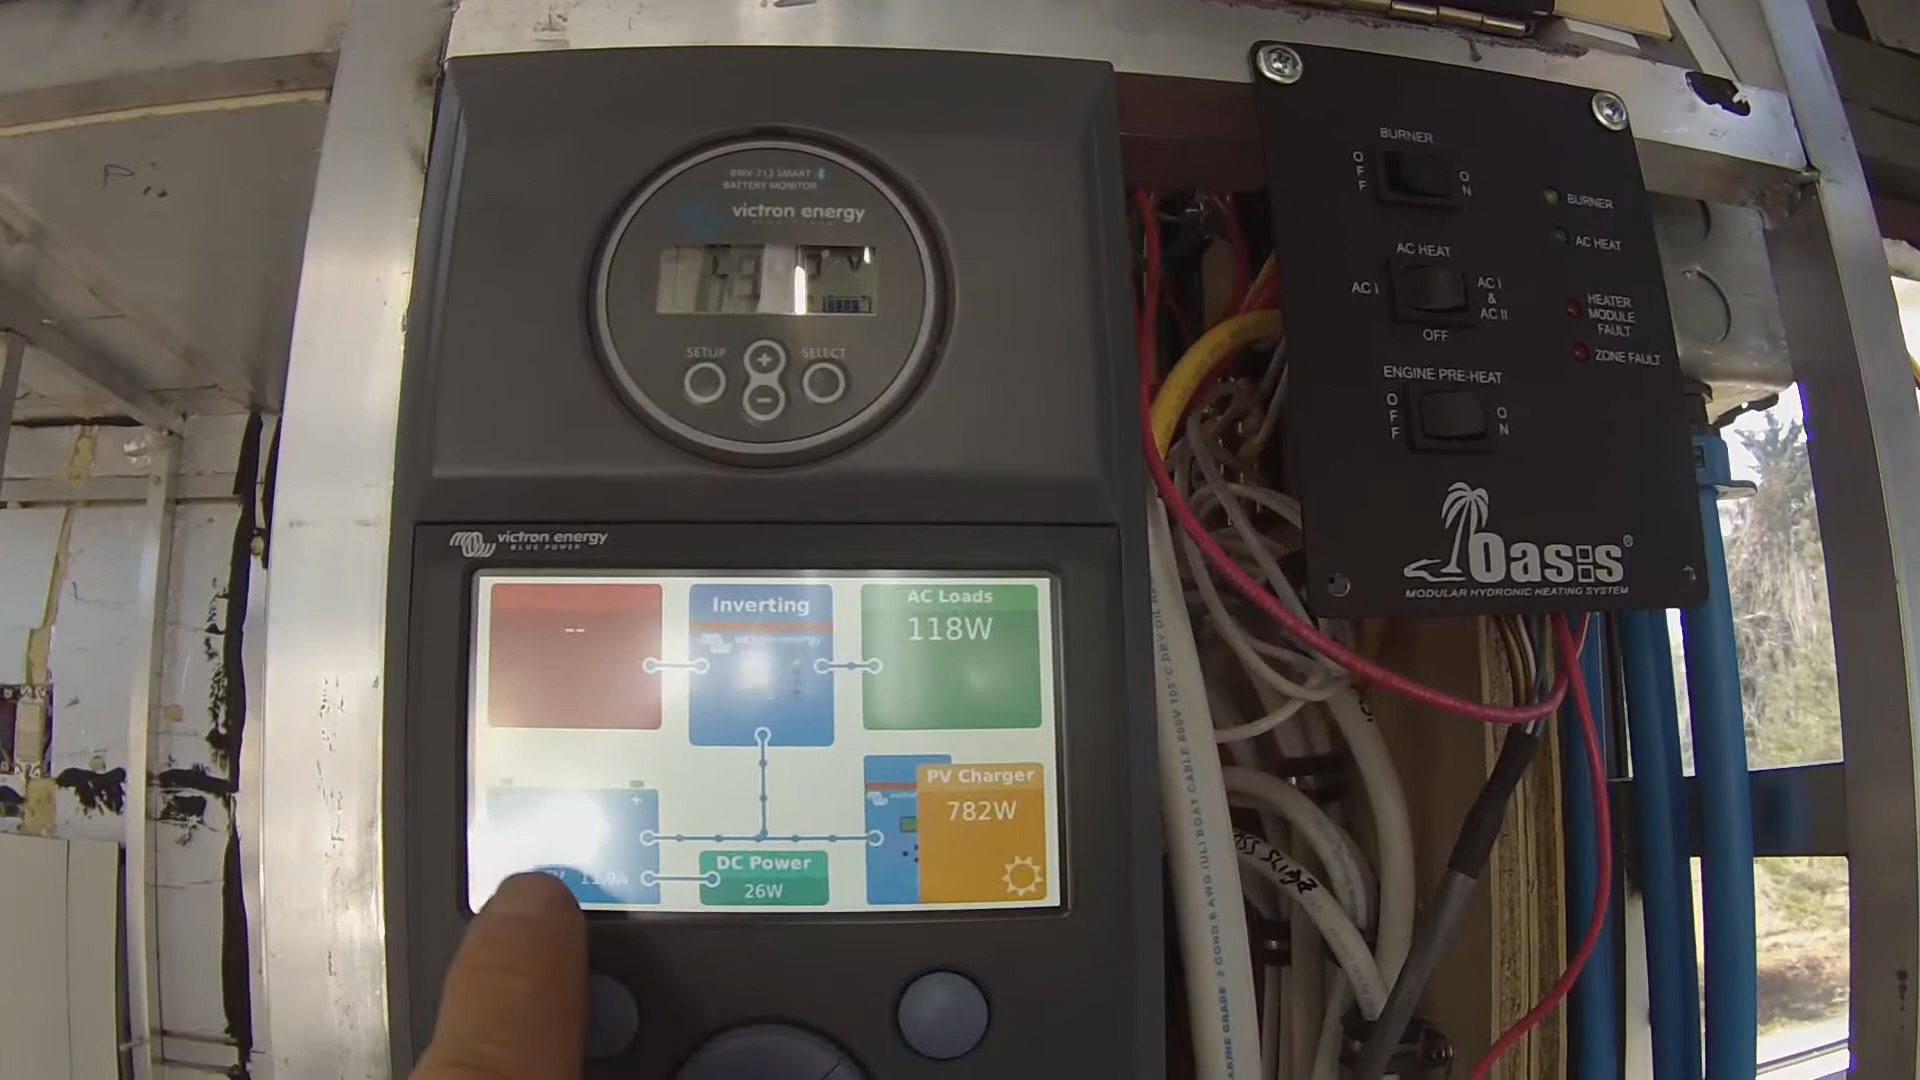 BMV 712 SMART
BATTERY MONITOR
victron energy
SETUP
SELECT
+
−
victron energy
BLUE POWER
--
Inverting
AC Loads
118W
PV Charger
782W
DC Power
26W
BURNER
OFF
ON
BURNER
AC HEAT
AC HEAT
AC I
AC I & AC II
OFF
HEATER MODULE FAULT
ZONE FAULT
ENGINE PRE-HEAT
OFF
ON
Oasis®
MODULAR HYDRONIC HEATING SYSTEM